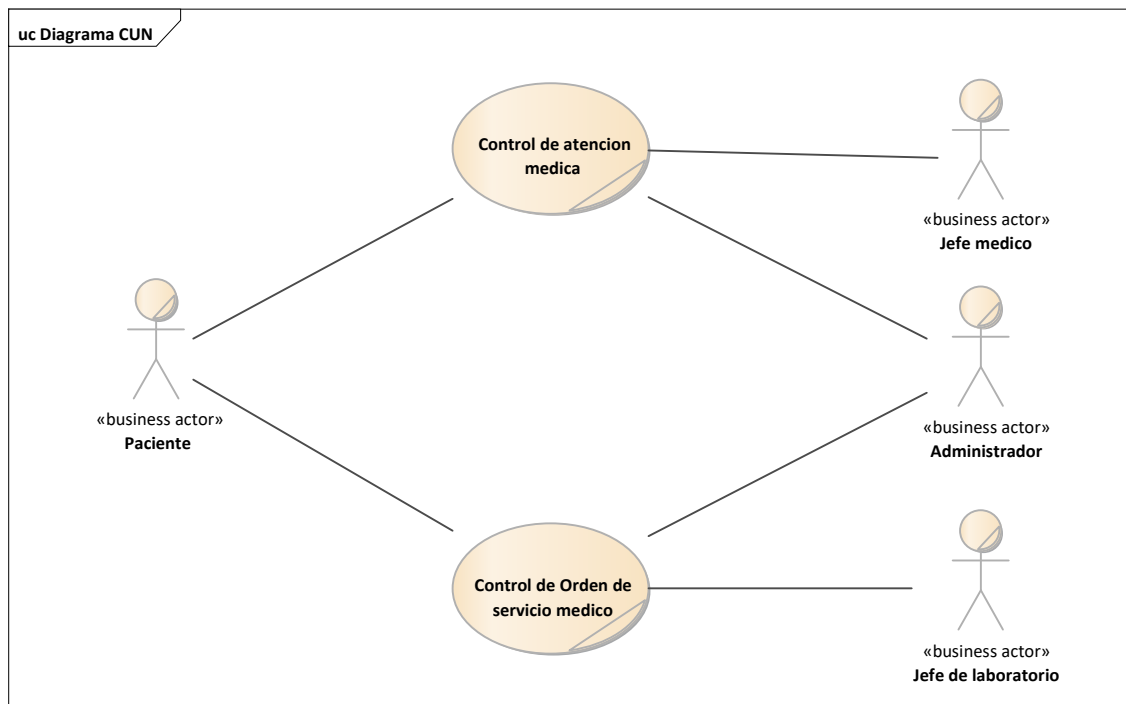 uc Diagrama CUN
Control de atencion
medica
«business actor»
Jefe medico
«business actor»
Paciente
«business actor»
Administrador
Control de Orden de
servicio medico
«business actor»
Jefe de laboratorio